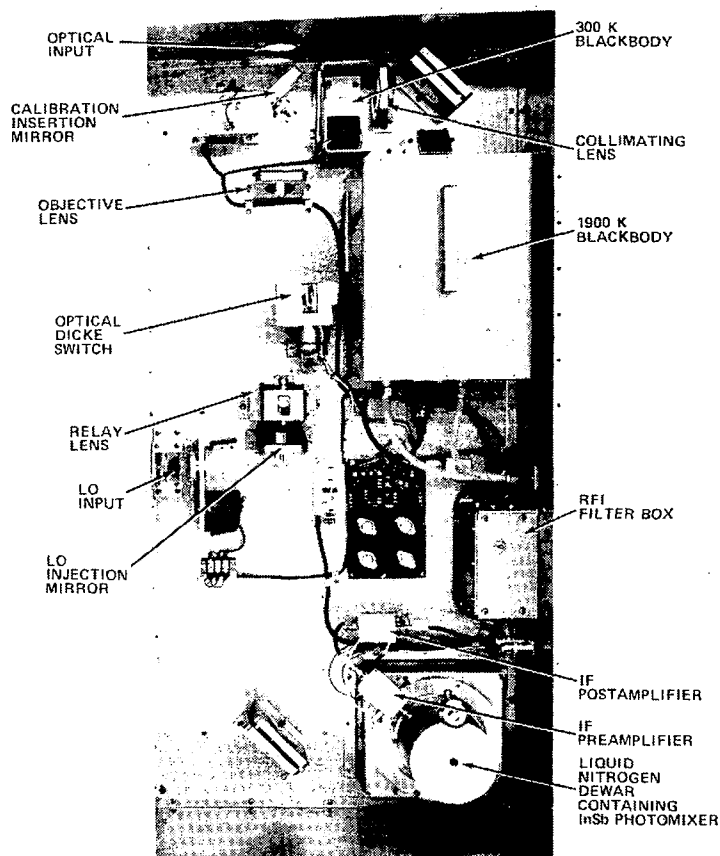 OPTICAL
INPUT
CALIBRATION
INSERTION
MIRROR
OBJECTIVE
LENS
OPTICAL
DICKE
SWITCH
RELAY
LENS
LO
INPUT
LO
INJECTION
MIRROR
300 K
BLACKBODY
COLLIMATING
LENS
1900 K
BLACKBODY
RFI
FILTER BOX
IF
POSTAMPLIFIER
IF
PREAMPLIFIER
LIQUID
NITROGEN
DEWAR
CONTAINING
InSb PHOTOMIXER